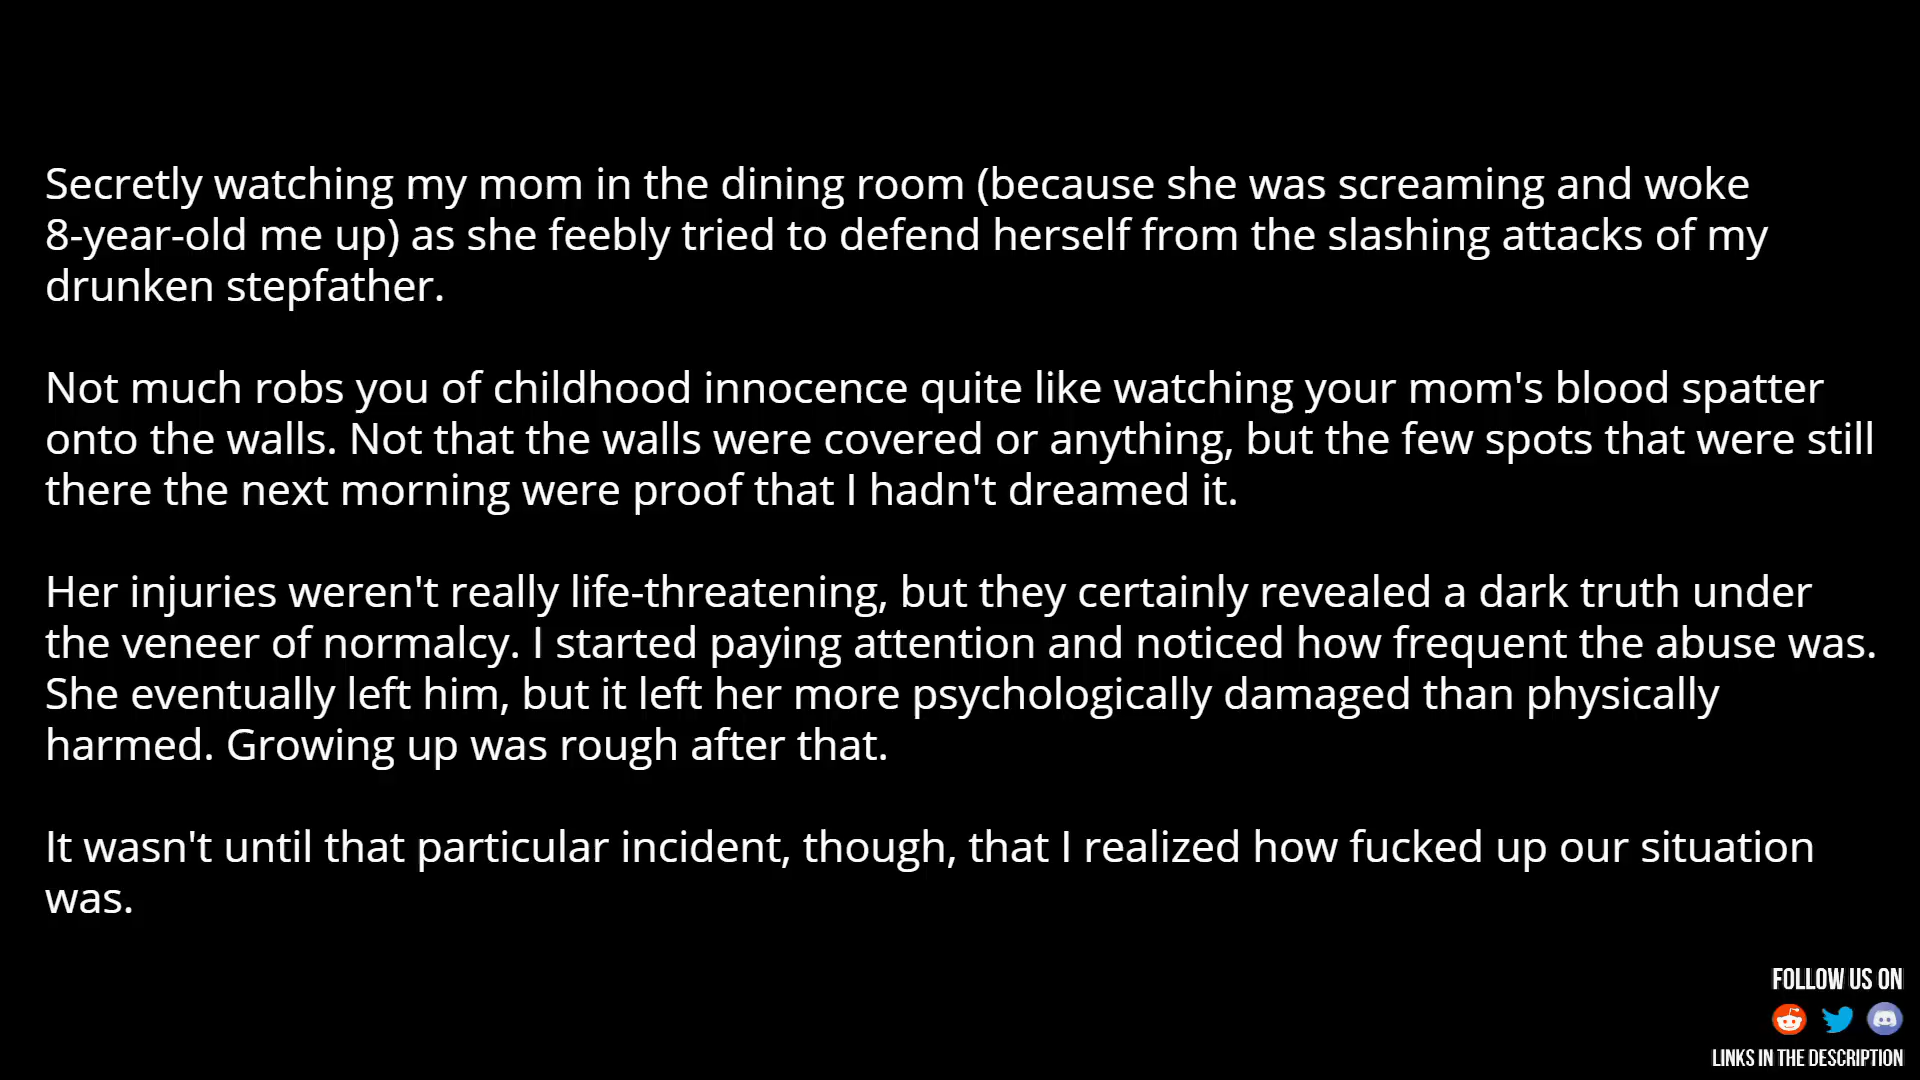 Secretly watching my mom in the dining room (because she was screaming and woke
8-year-old me up) as she feebly tried to defend herself from the slashing attacks of my
drunken stepfather.
Not much robs you of childhood innocence quite like watching your mom's blood spatter
onto the walls. Not that the walls were covered or anything, but the few spots that were still
there the next morning were proof that I hadn't dreamed it.
Her injuries weren't really life-threatening, but they certainly revealed a dark truth under
the veneer of normalcy. I started paying attention and noticed how frequent the abuse was.
She eventually left him, but it left her more psychologically damaged than physically
harmed. Growing up was rough after that.
It wasn't until that particular incident, though, that I realized how fucked up our situation
was.
FOLLOW US ON
LINKS IN THE DESCRIPTION